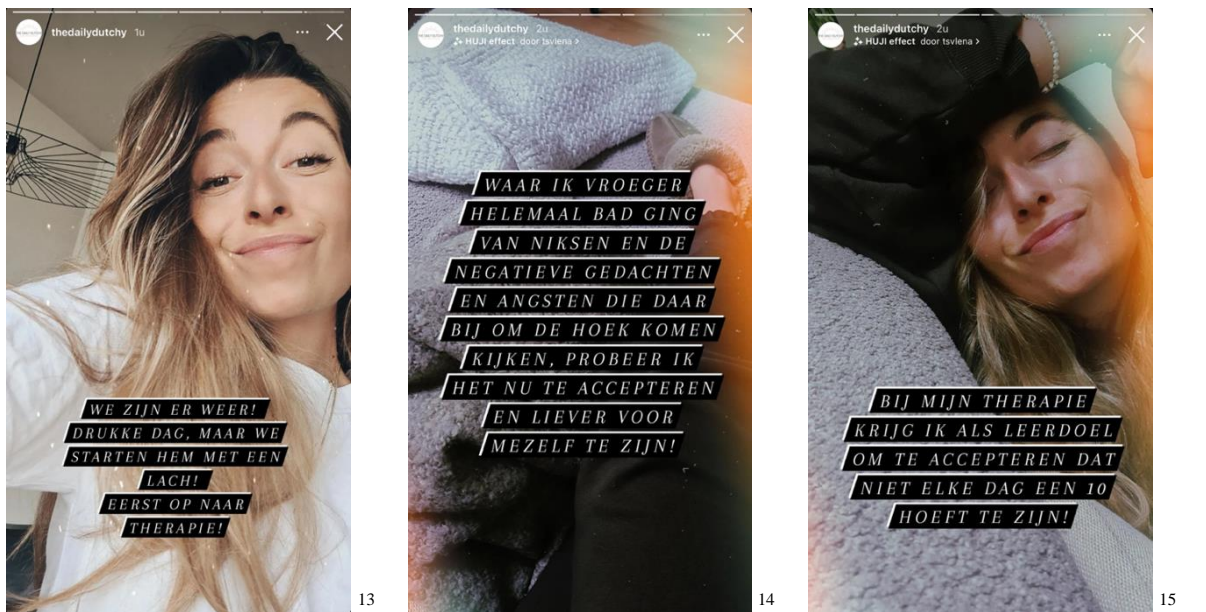 thedailydutchy 1u
WE ZIJN ER WEER!
DRUKKE DAG, MAAR WE
STARTEN HEM MET EEN
LACH!
EERST OP NAAR
THERAPIE!
13
thedailydutchy 2u
HUJI effect door tsvlena >
WAAR IK VROEGER
HELEMAAL BAD GING
VAN NIKSEN EN DE
NEGATIEVE GEDACHTEN
EN ANGSTEN DIE DAAR
BIJ OM DE HOEK KOMEN
KIJKEN, PROBEER IK
HET NU TE ACCEPTEREN
EN LIEVER VOOR
MEZELF TE ZIJN!
14
thedailydutchy 2u
HUJI effect door tsvlena >
BIJ MIJN THERAPIE
KRIJG IK ALS LEERDOEL
OM TE ACCEPTEREN DAT
NIET ELKE DAG EEN 10
HOEFT TE ZIJN!
15